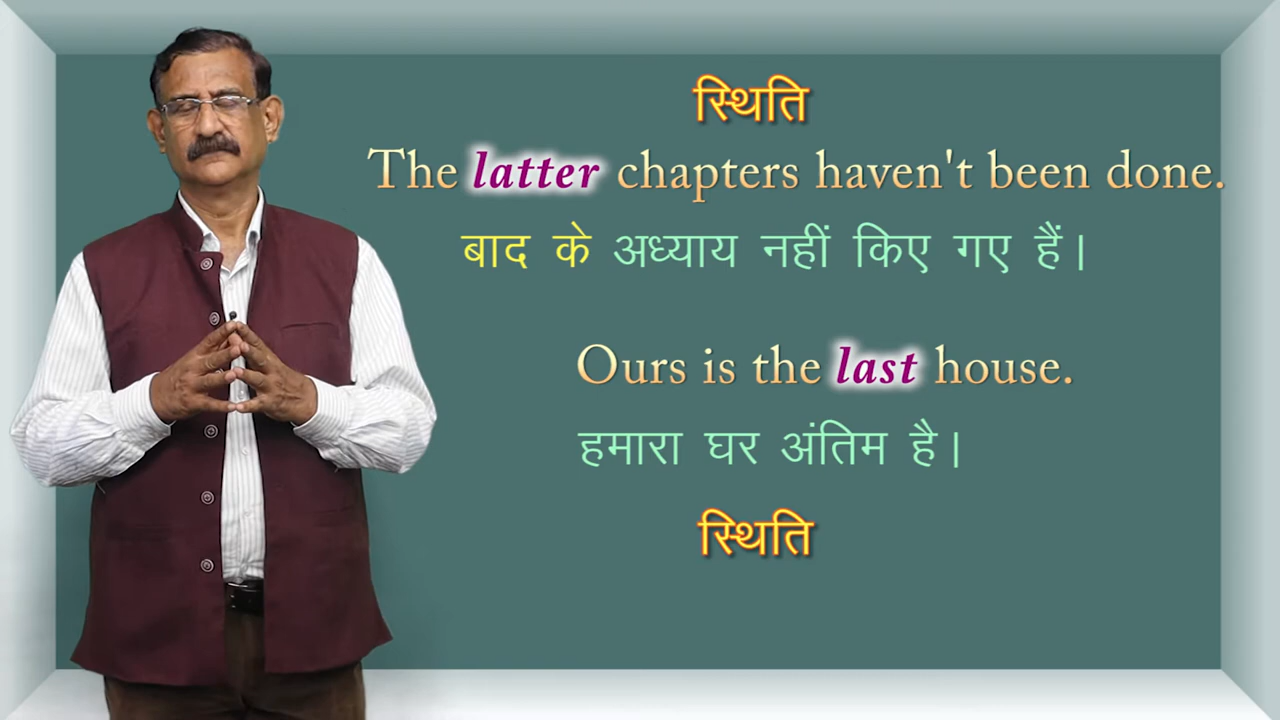 स्थिति
The latter chapters haven't been done.
बाद के अध्याय नहीं किए गए हैं।
Ours is the last house.
हमारा घर अंतिम है।
स्थिति